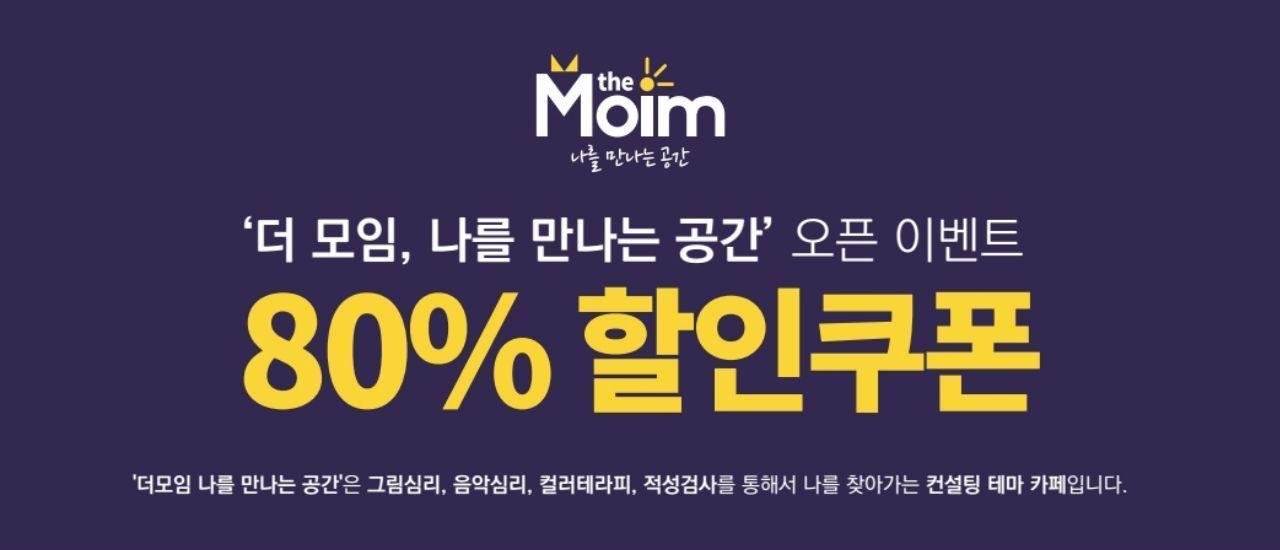 the
Moim
나를 만나는 공간
‘더 모임, 나를 만나는 공간’ 오픈 이벤트
80% 할인쿠폰
'더모임 나를 만나는 공간'은 그림심리, 음악심리, 컬러테라피, 적성검사를 통해서 나를 찾아가는 컨설팅 테마 카페입니다.